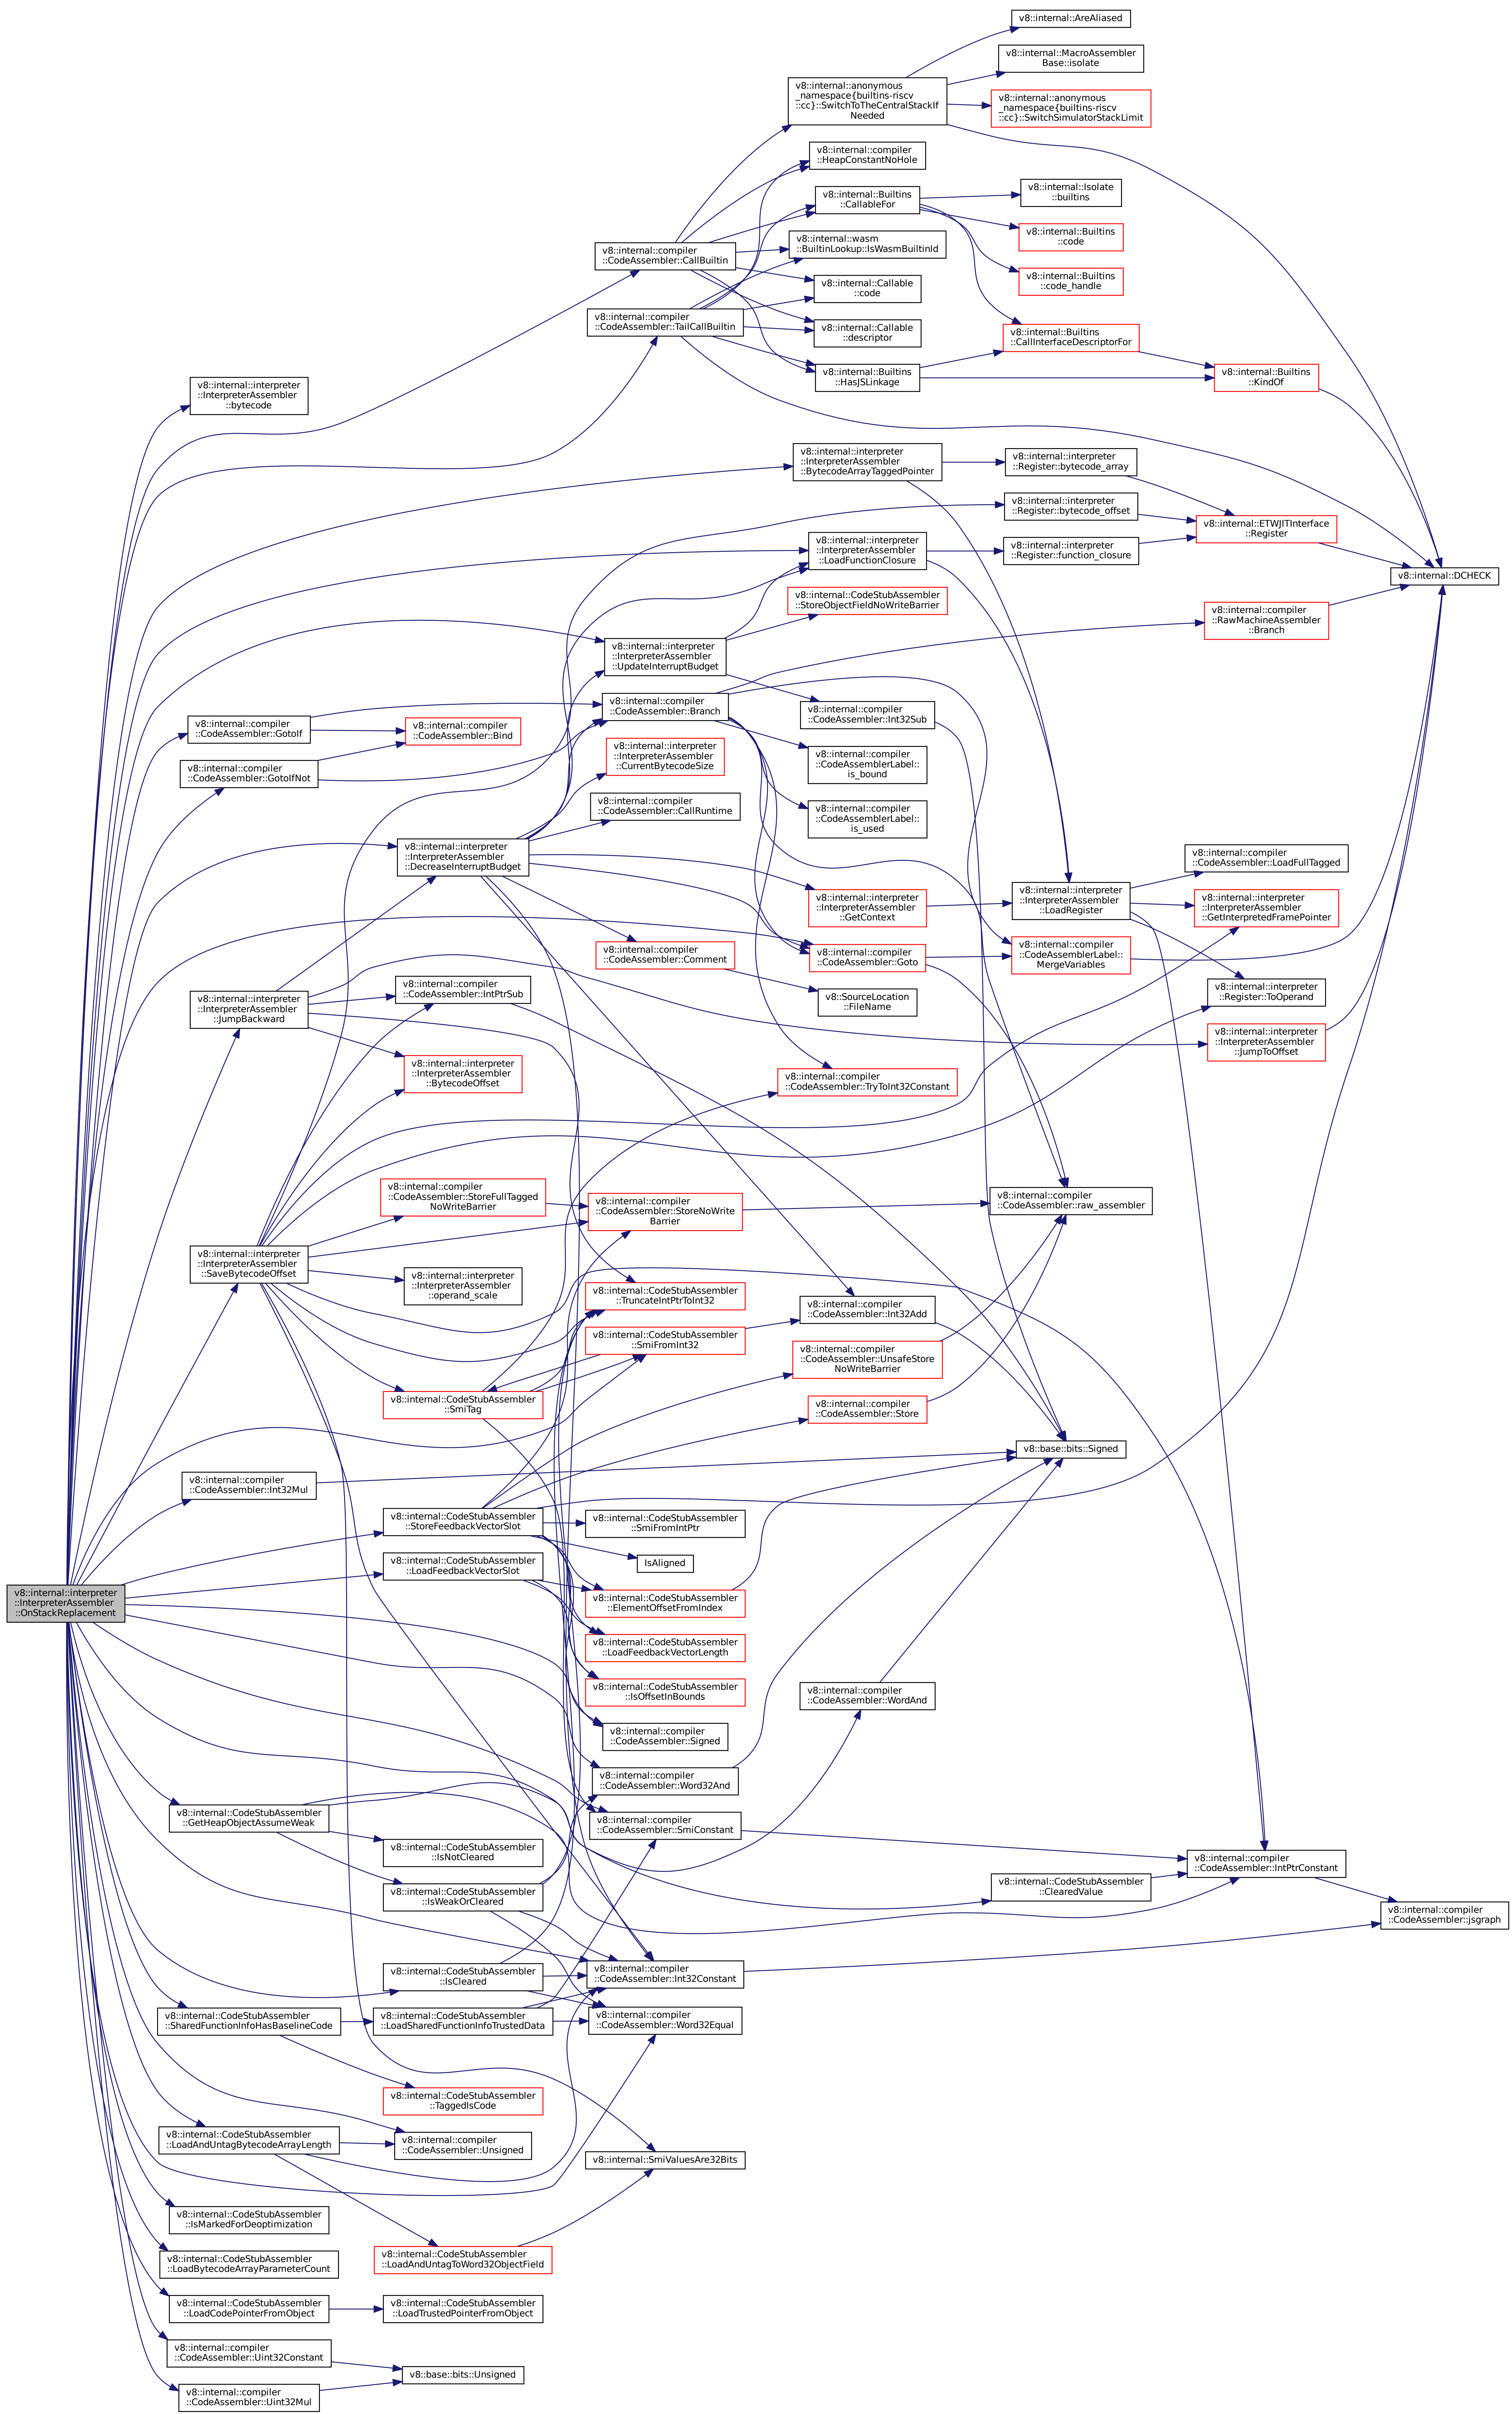 v8::internal::AreAliased
v8::internal::MacroAssembler
Base::isolate
v8::internal::anonymous
_namespace{builtins-riscv
::cc}::SwitchToTheCentralStackIf
Needed
v8::internal::anonymous
_namespace{builtins-riscv
::cc}::SwitchSimulatorStackLimit
v8::internal::compiler
::HeapConstantNoHole
v8::internal::Builtins
::CallableFor
v8::internal::Isolate
::builtins
v8::internal::Builtins
::code
v8::internal::compiler
::CodeAssembler::CallBuiltin
v8::internal::wasm
::BuiltinLookup::IsWasmBuiltinId
v8::internal::Builtins
::code_handle
v8::internal::Callable
::code
v8::internal::compiler
::CodeAssembler::TailCallBuiltin
v8::internal::Callable
::descriptor
v8::internal::Builtins
::CallInterfaceDescriptorFor
v8::internal::Builtins
::HasJSLinkage
v8::internal::Builtins
::KindOf
v8::internal::interpreter
::InterpreterAssembler
::bytecode
v8::internal::interpreter
::InterpreterAssembler
::BytecodeArrayTaggedPointer
v8::internal::interpreter
::Register::bytecode_array
v8::internal::interpreter
::Register::bytecode_offset
v8::internal::ETWJITInterface
::Register
v8::internal::interpreter
::InterpreterAssembler
::LoadFunctionClosure
v8::internal::interpreter
::Register::function_closure
v8::internal::DCHECK
v8::internal::CodeStubAssembler
::StoreObjectFieldNoWriteBarrier
v8::internal::compiler
::RawMachineAssembler
::Branch
v8::internal::interpreter
::InterpreterAssembler
::UpdateInterruptBudget
v8::internal::compiler
::CodeAssembler::Branch
v8::internal::compiler
::CodeAssembler::Int32Sub
v8::internal::compiler
::CodeAssembler::GotoIf
v8::internal::compiler
::CodeAssembler::Bind
v8::internal::interpreter
::InterpreterAssembler
::CurrentBytecodeSize
v8::internal::compiler
::CodeAssemblerLabel::
is_bound
v8::internal::compiler
::CodeAssembler::GotoIfNot
v8::internal::compiler
::CodeAssembler::CallRuntime
v8::internal::compiler
::CodeAssemblerLabel::
is_used
v8::internal::interpreter
::InterpreterAssembler
::DecreaseInterruptBudget
v8::internal::compiler
::CodeAssembler::LoadFullTagged
v8::internal::interpreter
::InterpreterAssembler
::GetContext
v8::internal::interpreter
::InterpreterAssembler
::LoadRegister
v8::internal::interpreter
::InterpreterAssembler
::GetInterpretedFramePointer
v8::internal::compiler
::CodeAssembler::Comment
v8::internal::compiler
::CodeAssembler::Goto
v8::internal::compiler
::CodeAssemblerLabel::
MergeVariables
v8::internal::interpreter
::Register::ToOperand
v8::SourceLocation
::FileName
v8::internal::interpreter
::InterpreterAssembler
::JumpBackward
v8::internal::compiler
::CodeAssembler::IntPtrSub
v8::internal::interpreter
::InterpreterAssembler
::JumpToOffset
v8::internal::interpreter
::InterpreterAssembler
::BytecodeOffset
v8::internal::compiler
::CodeAssembler::TryToInt32Constant
v8::internal::compiler
::CodeAssembler::StoreFullTagged
NoWriteBarrier
v8::internal::compiler
::CodeAssembler::StoreNoWrite
Barrier
v8::internal::compiler
::CodeAssembler::raw_assembler
v8::internal::interpreter
::InterpreterAssembler
::SaveBytecodeOffset
v8::internal::interpreter
::InterpreterAssembler
::operand_scale
v8::internal::CodeStubAssembler
::TruncateIntPtrToInt32
v8::internal::compiler
::CodeAssembler::Int32Add
v8::internal::CodeStubAssembler
::SmiFromInt32
v8::internal::compiler
::CodeAssembler::UnsafeStore
NoWriteBarrier
v8::internal::CodeStubAssembler
::SmiTag
v8::internal::compiler
::CodeAssembler::Store
v8::base::bits::Signed
v8::internal::compiler
::CodeAssembler::Int32Mul
v8::internal::CodeStubAssembler
::StoreFeedbackVectorSlot
v8::internal::CodeStubAssembler
::SmiFromIntPtr
IsAligned
v8::internal::CodeStubAssembler
::LoadFeedbackVectorSlot
v8::internal::interpreter
::InterpreterAssembler
::OnStackReplacement
v8::internal::CodeStubAssembler
::ElementOffsetFromIndex
v8::internal::CodeStubAssembler
::LoadFeedbackVectorLength
v8::internal::CodeStubAssembler
::IsOffsetInBounds
v8::internal::compiler
::CodeAssembler::WordAnd
v8::internal::compiler
::CodeAssembler::Signed
v8::internal::compiler
::CodeAssembler::Word32And
v8::internal::CodeStubAssembler
::GetHeapObjectAssumeWeak
v8::internal::compiler
::CodeAssembler::SmiConstant
v8::internal::CodeStubAssembler
::IsNotCleared
v8::internal::compiler
::CodeAssembler::IntPtrConstant
v8::internal::CodeStubAssembler
::IsWeakOrCleared
v8::internal::CodeStubAssembler
::ClearedValue
v8::internal::compiler
::CodeAssembler::jsgraph
v8::internal::CodeStubAssembler
::IsCleared
v8::internal::compiler
::CodeAssembler::Int32Constant
v8::internal::CodeStubAssembler
::SharedFunctionInfoHasBaselineCode
v8::internal::CodeStubAssembler
::LoadSharedFunctionInfoTrustedData
v8::internal::compiler
::CodeAssembler::Word32Equal
v8::internal::CodeStubAssembler
::TaggedIsCode
v8::internal::CodeStubAssembler
::LoadAndUntagBytecodeArrayLength
v8::internal::compiler
::CodeAssembler::Unsigned
v8::internal::SmiValuesAre32Bits
v8::internal::CodeStubAssembler
::IsMarkedForDeoptimization
v8::internal::CodeStubAssembler
::LoadBytecodeArrayParameterCount
v8::internal::CodeStubAssembler
::LoadAndUntagToWord32ObjectField
v8::internal::CodeStubAssembler
::LoadCodePointerFromObject
v8::internal::CodeStubAssembler
::LoadTrustedPointerFromObject
v8::internal::compiler
::CodeAssembler::Uint32Constant
v8::base::bits::Unsigned
v8::internal::compiler
::CodeAssembler::Uint32Mul